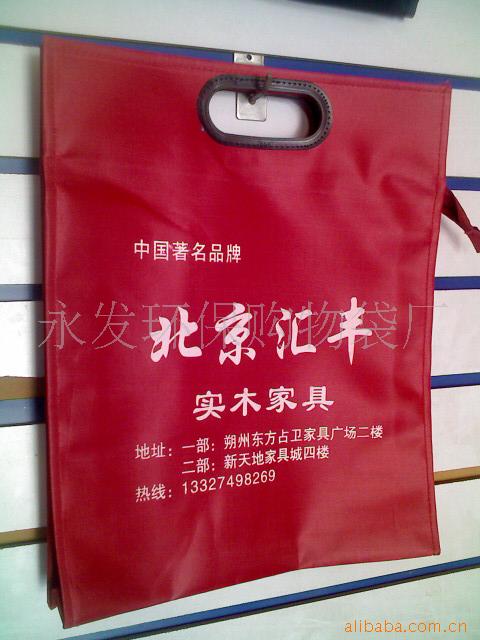 中国著名品牌
永发环保购物袋厂
北京汇丰
实木家具
地址：一部：朔州东方占卫家具广场二楼
二部：新天地家具城四楼
热线：13327498269
alibaba.com.cn